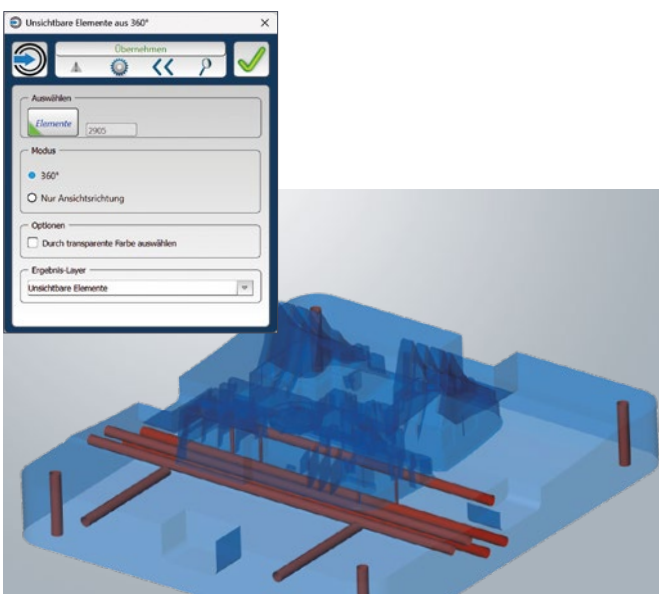 Unsichtbare Elemente aus 360°
Übernehmen
Auswählen
Elemente
2905
Modus
360°
Nur Ansichtsrichtung
Optionen
Durch transparente Farbe auswählen
Ergebnis-Layer
Unsichtbare Elemente